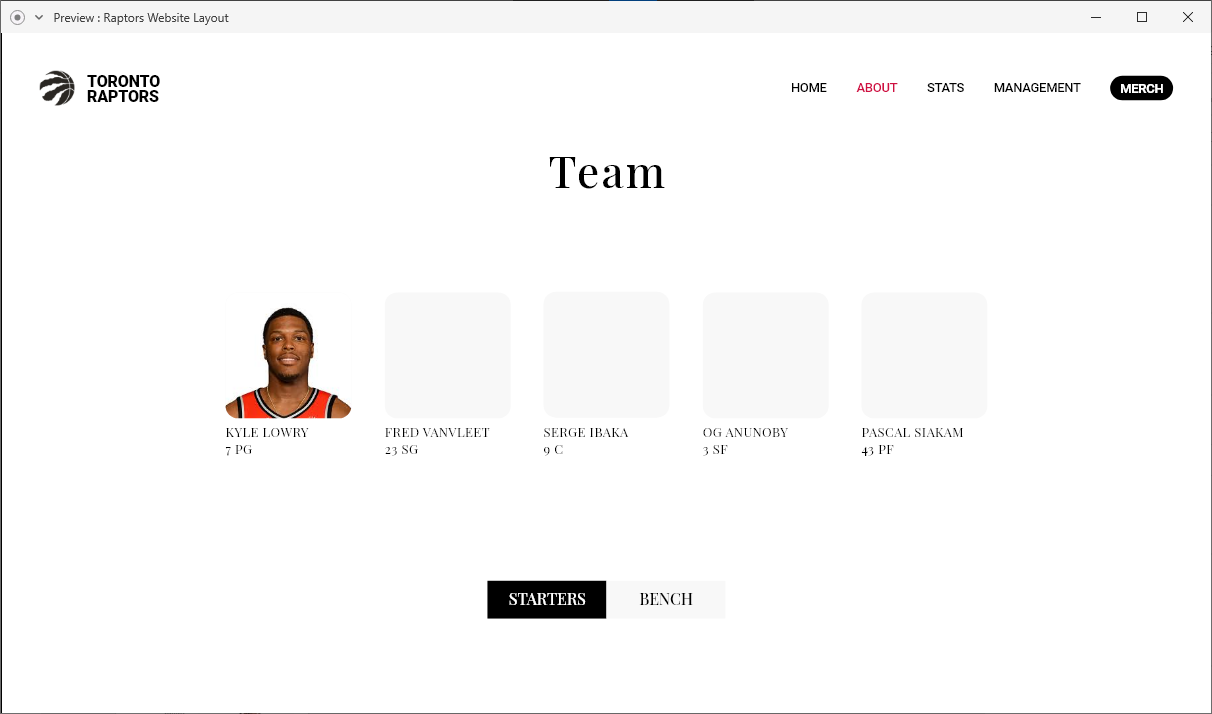 Preview : Raptors Website Layout
TORONTO
RAPTORS
HOME ABOUT STATS MANAGEMENT MERCH
Team
KYLE LOWRY
7 PG
FRED VANVLEET
23 SG
SERGE IBAKA
9 C
OG ANUNOBY
3 SF
PASCAL SIAKAM
43 PF
STARTERS BENCH